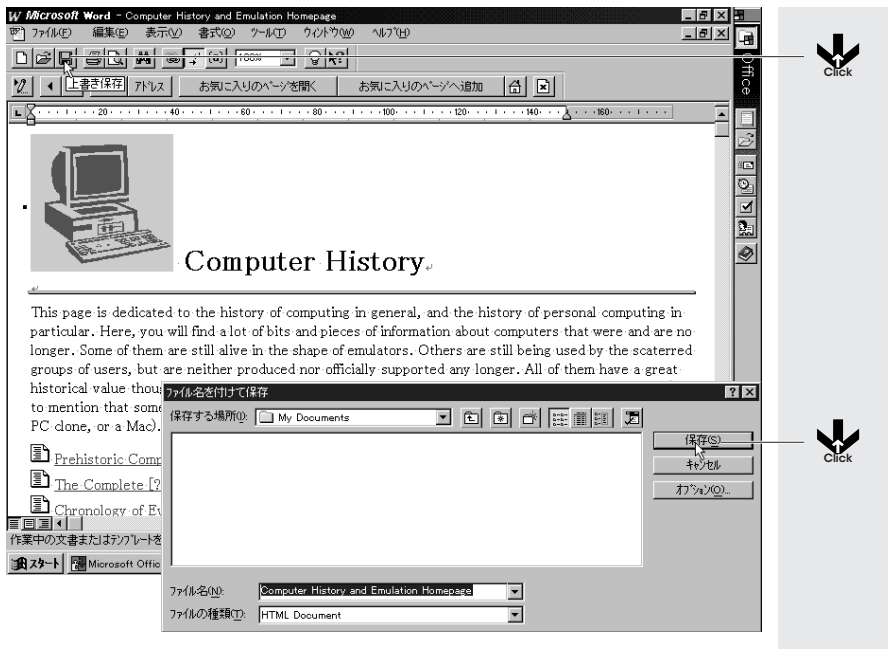 Microsoft Word - Computer History and Emulation Homepage
ファイル(F) 編集(E) 表示(V) 書式(O) ツール(T) ウィンドウ(W) ヘルプ(H)
100%
上書き保存 アドレス お気に入りのページを開く お気に入りのページへ追加
20 40 60 80 100 120 140 160
Office
Click
Computer History
This page is dedicated to the history of computing in general, and the history of personal computing in
particular. Here, you will find a lot of bits and pieces of information about computers that were and are no
longer. Some of them are still alive in the shape of emulators. Others are still being used by the scaterred
groups of users, but are neither produced nor officially supported any longer. All of them have a great
historical value thou
to mention that som
PC clone, or a Mac).
Prehistoric Comp
The Complete [?
Chronology of Ev
作業中の文書またはテンプレートを
スタート Microsoft Offic
ファイル名を付けて保存
保存する場所(I): My Documents
保存(S)
キャンセル
オプション(O)...
Click
ファイル名(N): Computer History and Emulation Homepage
ファイルの種類(T): HTML Document